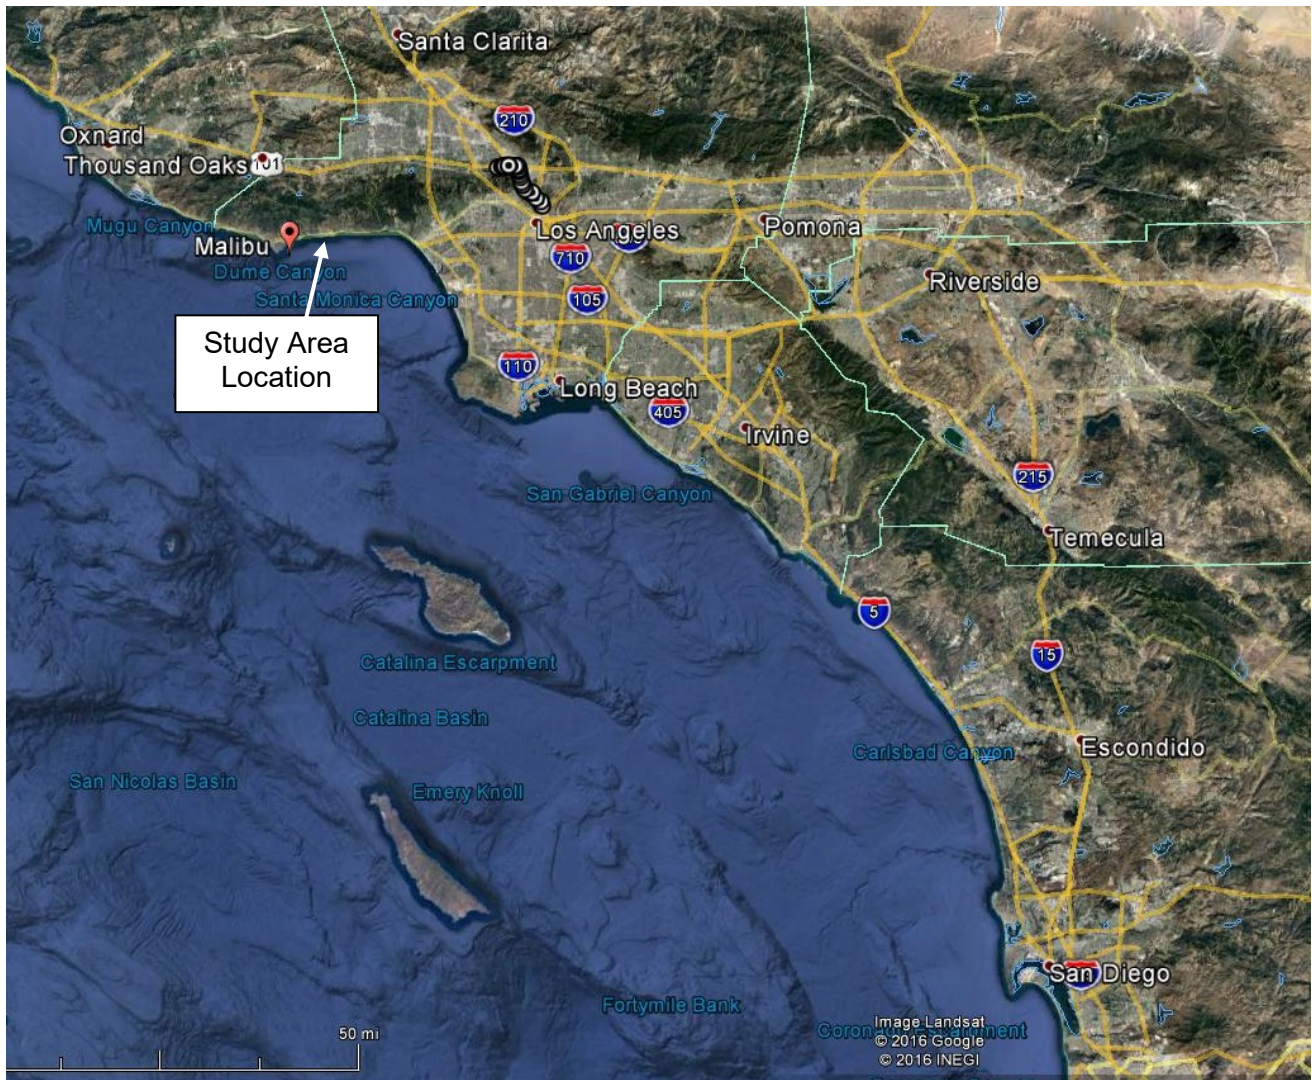 Santa Clarita
210
Oxnard
Thousand Oaks
101
Mugu Canyon
Malibu
Los Angeles
Pomona
710
Dume Canyon
Santa Monica Canyon
105
Riverside
Study Area
Location
110
Long Beach
405
Irvine
215
San Gabriel Canyon
Temecula
5
15
Catalina Escarpment
Catalina Basin
Escondido
Carlsbad Canyon
San Nicolas Basin
Emery Knoll
San Diego
Fortymile Bank
50 mi
Image Landsat
© 2016 Google
© 2016 INEGI